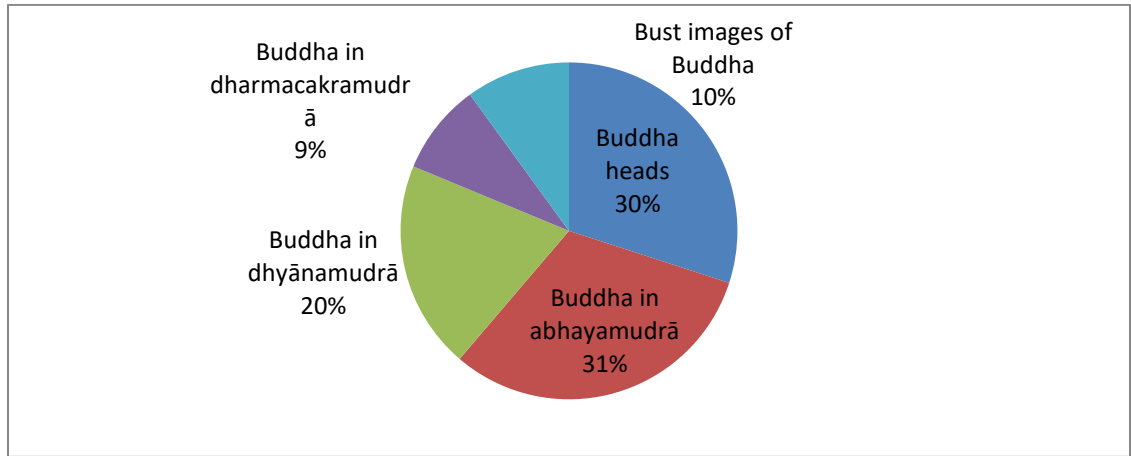 Bust images of
Buddha
10%
Buddha in
dharmacakramudr
ā
9%
Buddha
heads
30%
Buddha in
dhyānamudrā
20%
Buddha in
abhayamudrā
31%